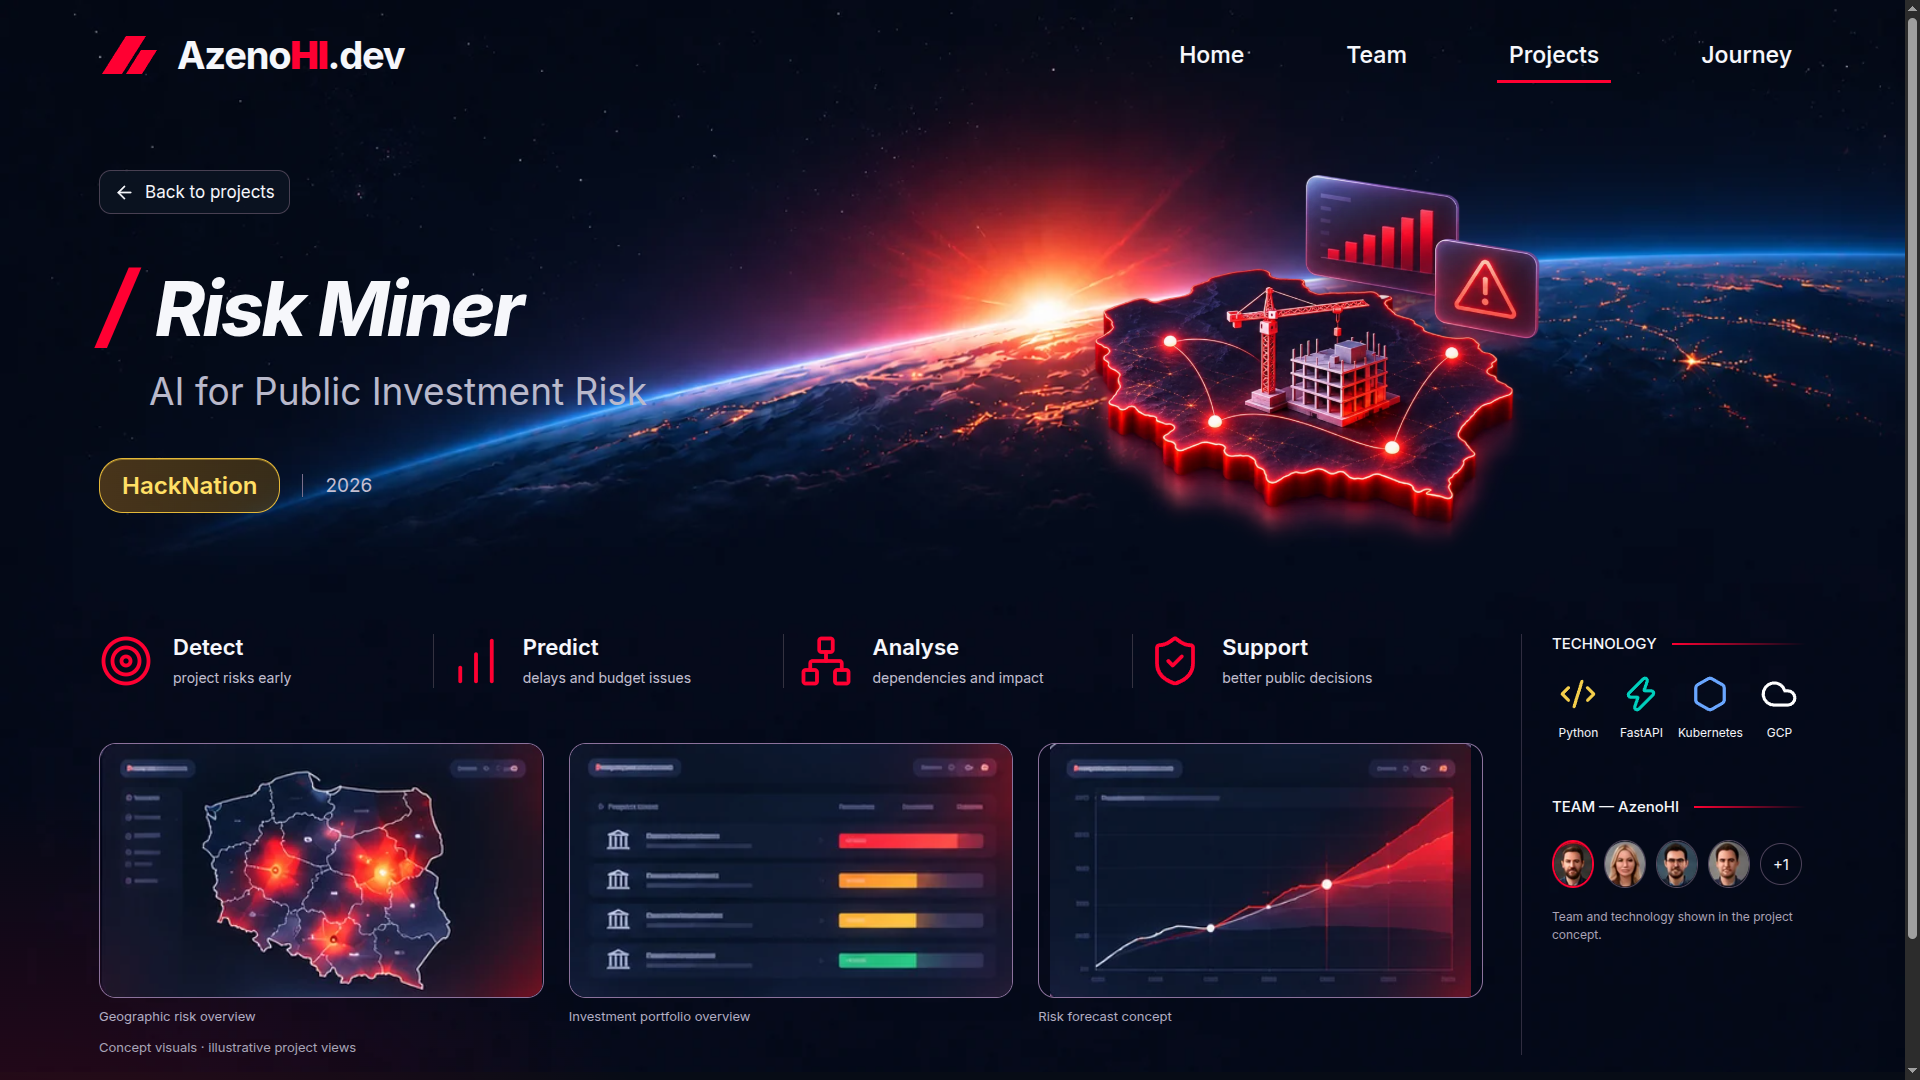 AzenoHI.dev
Home
Team
Projects
Journey
Back to projects
Risk Miner
AI for Public Investment Risk
HackNation
2026
Detect
project risks early
Predict
delays and budget issues
Analyse
dependencies and impact
Support
better public decisions
TECHNOLOGY
Python
FastAPI
Kubernetes
GCP
TEAM — AzenoHI
+1
Team and technology shown in the project
concept.
Geographic risk overview
Investment portfolio overview
Risk forecast concept
Concept visuals · illustrative project views